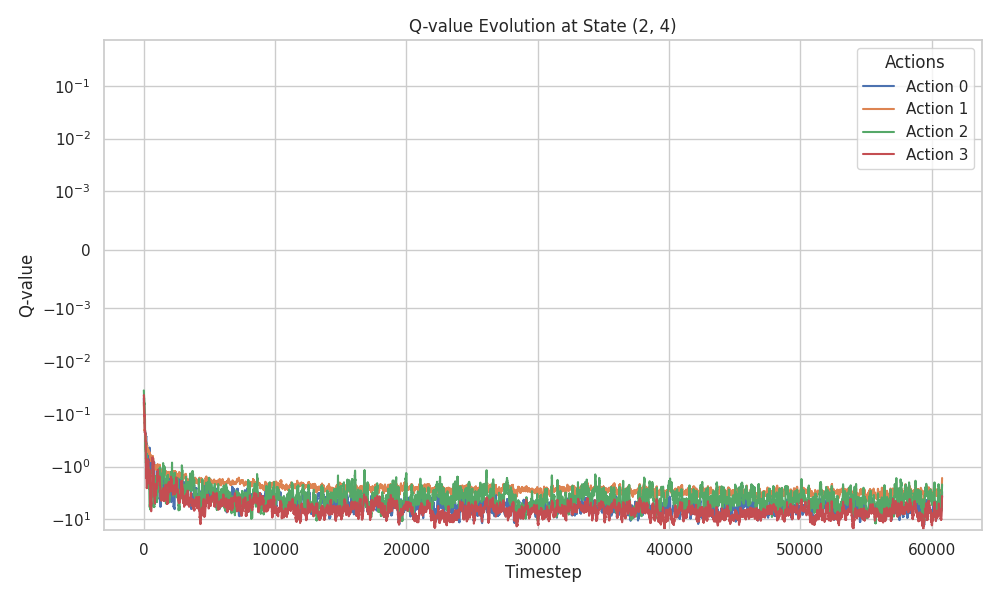 Q-value Evolution at State (2, 4)
Actions
Action 0
Action 1
Action 2
Action 3
Q-value
10⁻¹
10⁻²
10⁻³
0
−10⁻³
−10⁻²
−10⁻¹
−10⁰
−10¹
0 10000 20000 30000 40000 50000 60000
Timestep